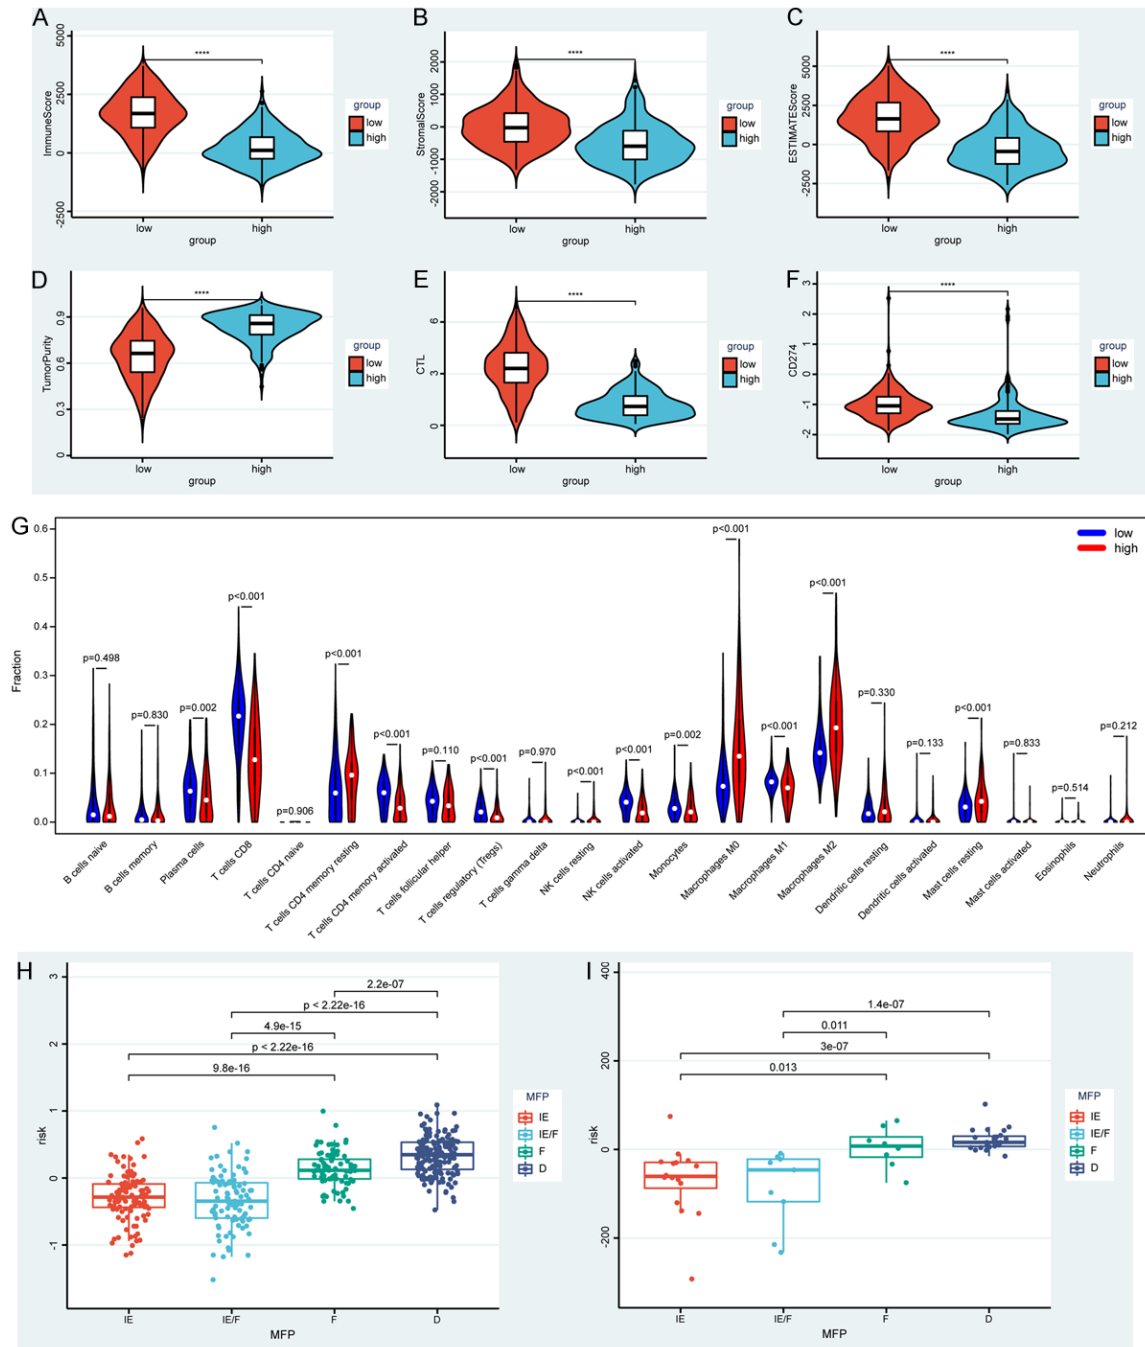 A
ImmuneScore
5000
2500
0
-2500
****
low
high
group
group
low
high
B
StromalScore
2000
1000
0
-1000
-2000
****
low
high
group
group
low
high
C
ESTIMATEScore
5000
2500
0
-2500
****
low
high
group
group
low
high
D
TumorPurity
0.9
0.6
0.3
0
****
low
high
group
group
low
high
E
CTL
6
3
0
****
low
high
group
group
low
high
F
CD274
3
2
1
0
-1
-2
****
low
high
group
group
low
high
G
Fraction
0.6
0.5
0.4
0.3
0.2
0.1
0.0
low
high
p=0.498
p=0.830
p=0.002
p<0.001
p=0.906
p<0.001
p<0.001
p=0.110
p<0.001
p=0.970
p<0.001
p<0.001
p=0.002
p<0.001
p<0.001
p<0.001
p=0.330
p=0.133
p<0.001
p=0.833
p=0.514
p=0.212
B cells naive
B cells memory
Plasma cells
T cells CD8
T cells CD4 naive
T cells CD4 memory resting
T cells CD4 memory activated
T cells follicular helper
T cells regulatory (Tregs)
T cells gamma delta
NK cells resting
NK cells activated
Monocytes
Macrophages M0
Macrophages M1
Macrophages M2
Dendritic cells resting
Dendritic cells activated
Mast cells resting
Mast cells activated
Eosinophils
Neutrophils
H
risk
3
2
1
0
-1
2.2e-07
p < 2.22e-16
4.9e-15
p < 2.22e-16
9.8e-16
IE
IE/F
F
D
MFP
MFP
IE
IE/F
F
D
I
risk
400
200
0
-200
1.4e-07
0.011
3e-07
0.013
IE
IE/F
F
D
MFP
MFP
IE
IE/F
F
D